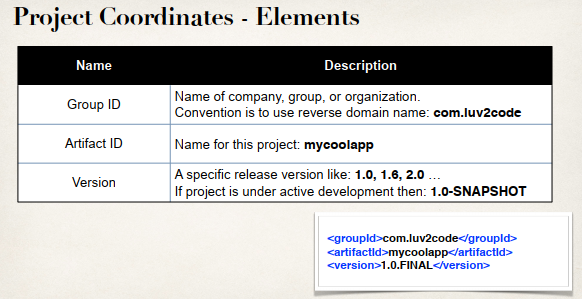 Project Coordinates - Elements
Name Description
Group ID
Name of company, group, or organization.
Convention is to use reverse domain name: com.luv2code
Artifact ID
Name for this project: mycoolapp
Version
A specific release version like: 1.0, 1.6, 2.0 ...
If project is under active development then: 1.0-SNAPSHOT
<groupId>com.luv2code</groupId>
<artifactId>mycoolapp</artifactId>
<version>1.0.FINAL</version>